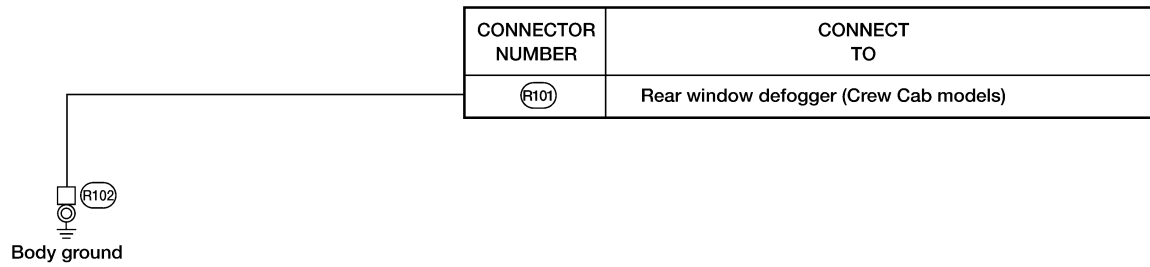 CONNECTOR
NUMBER
CONNECT
TO
R101
Rear window defogger (Crew Cab models)
R102
Body ground